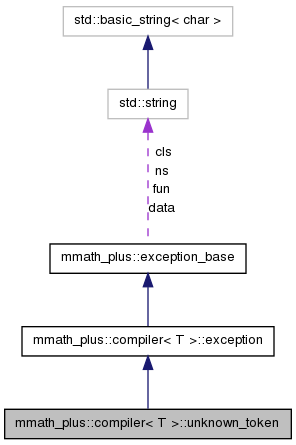 std::basic_string< char >
std::string
cls
ns
fun
data
mmath_plus::exception_base
mmath_plus::compiler< T >::exception
mmath_plus::compiler< T >::unknown_token